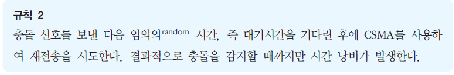 규칙 2
충돌 신호를 보낸 다음 임의의random 시간, 즉 대기시간을 기다린 후에 CSMA를 사용하
여 재전송을 시도한다. 결과적으로 충돌을 감지할 때까지만 시간 낭비가 발생한다.